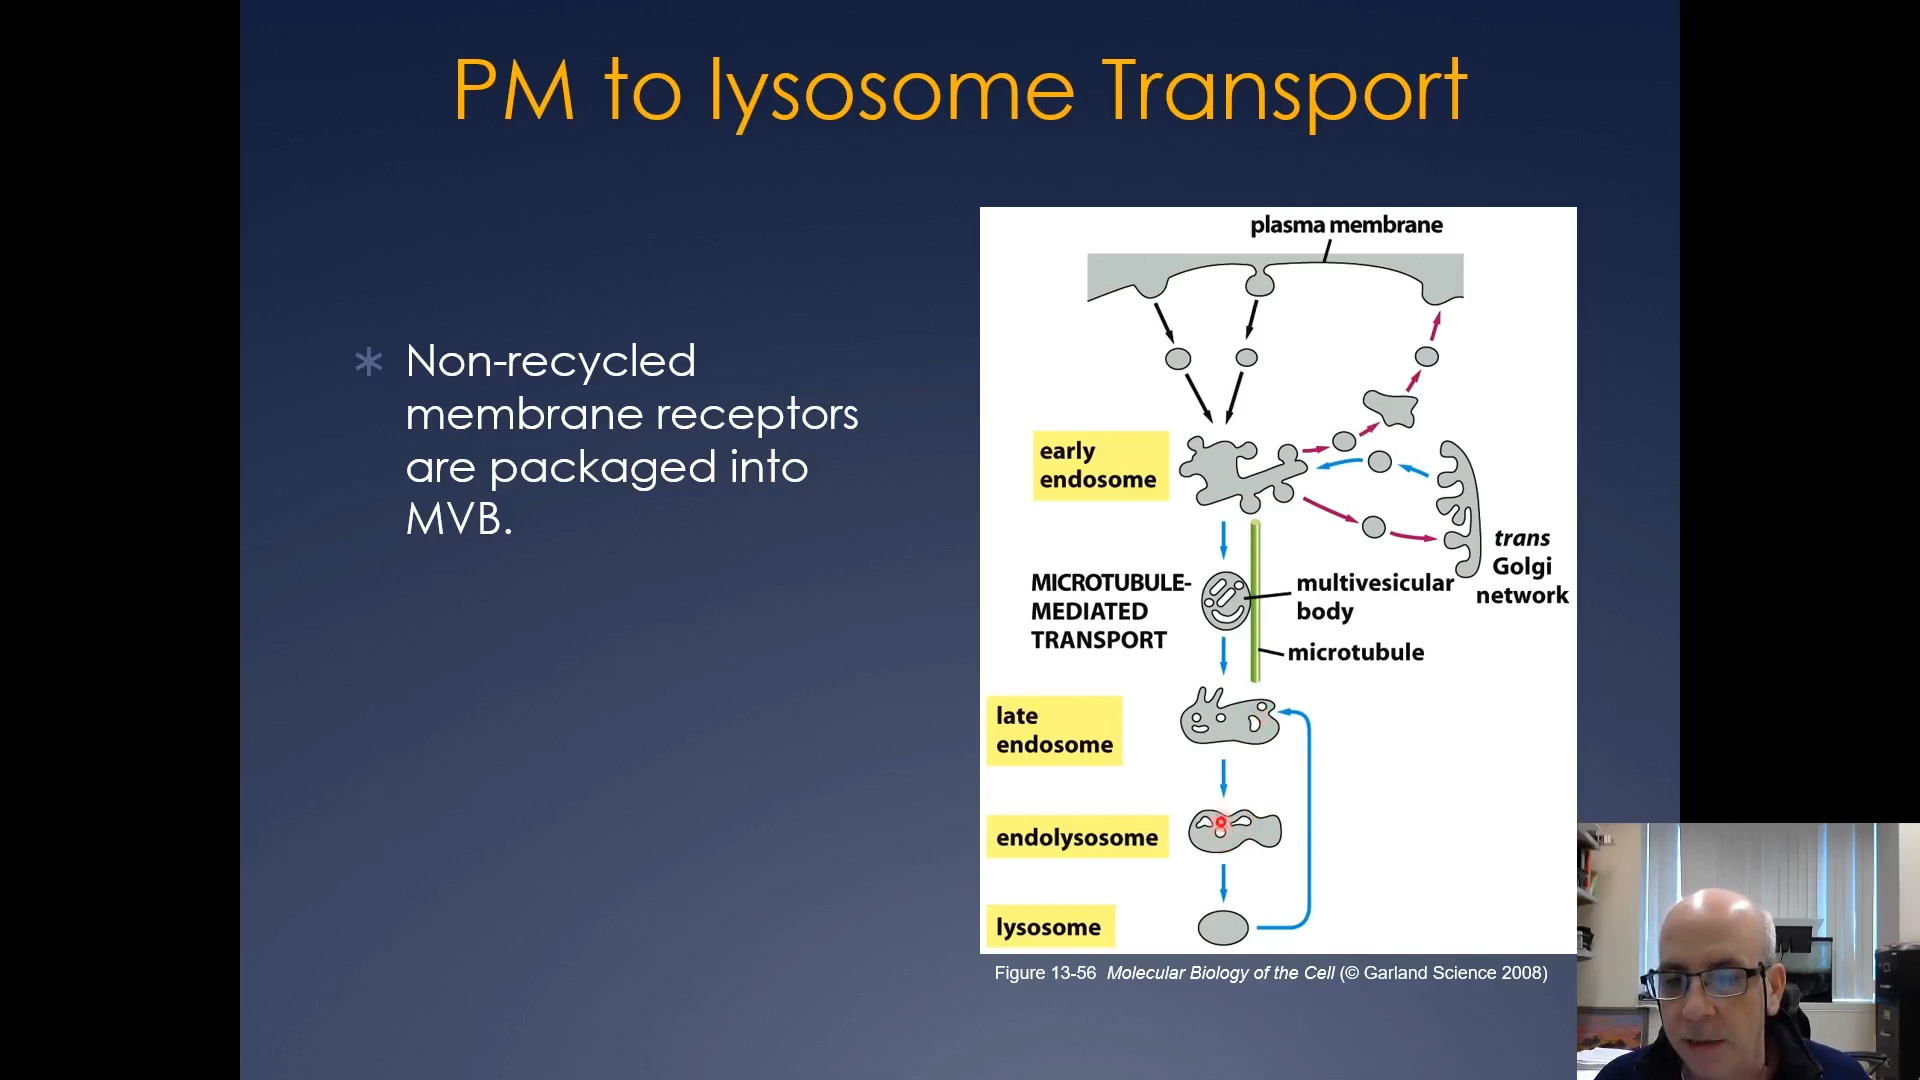 PM to lysosome Transport
Non-recycled
membrane receptors
are packaged into
MVB.
plasma membrane
early
endosome
trans
Golgi
network
MICROTUBULE-
MEDIATED
TRANSPORT
multivesicular
body
microtubule
late
endosome
endolysosome
lysosome
Figure 13-56 Molecular Biology of the Cell (© Garland Science 2008)